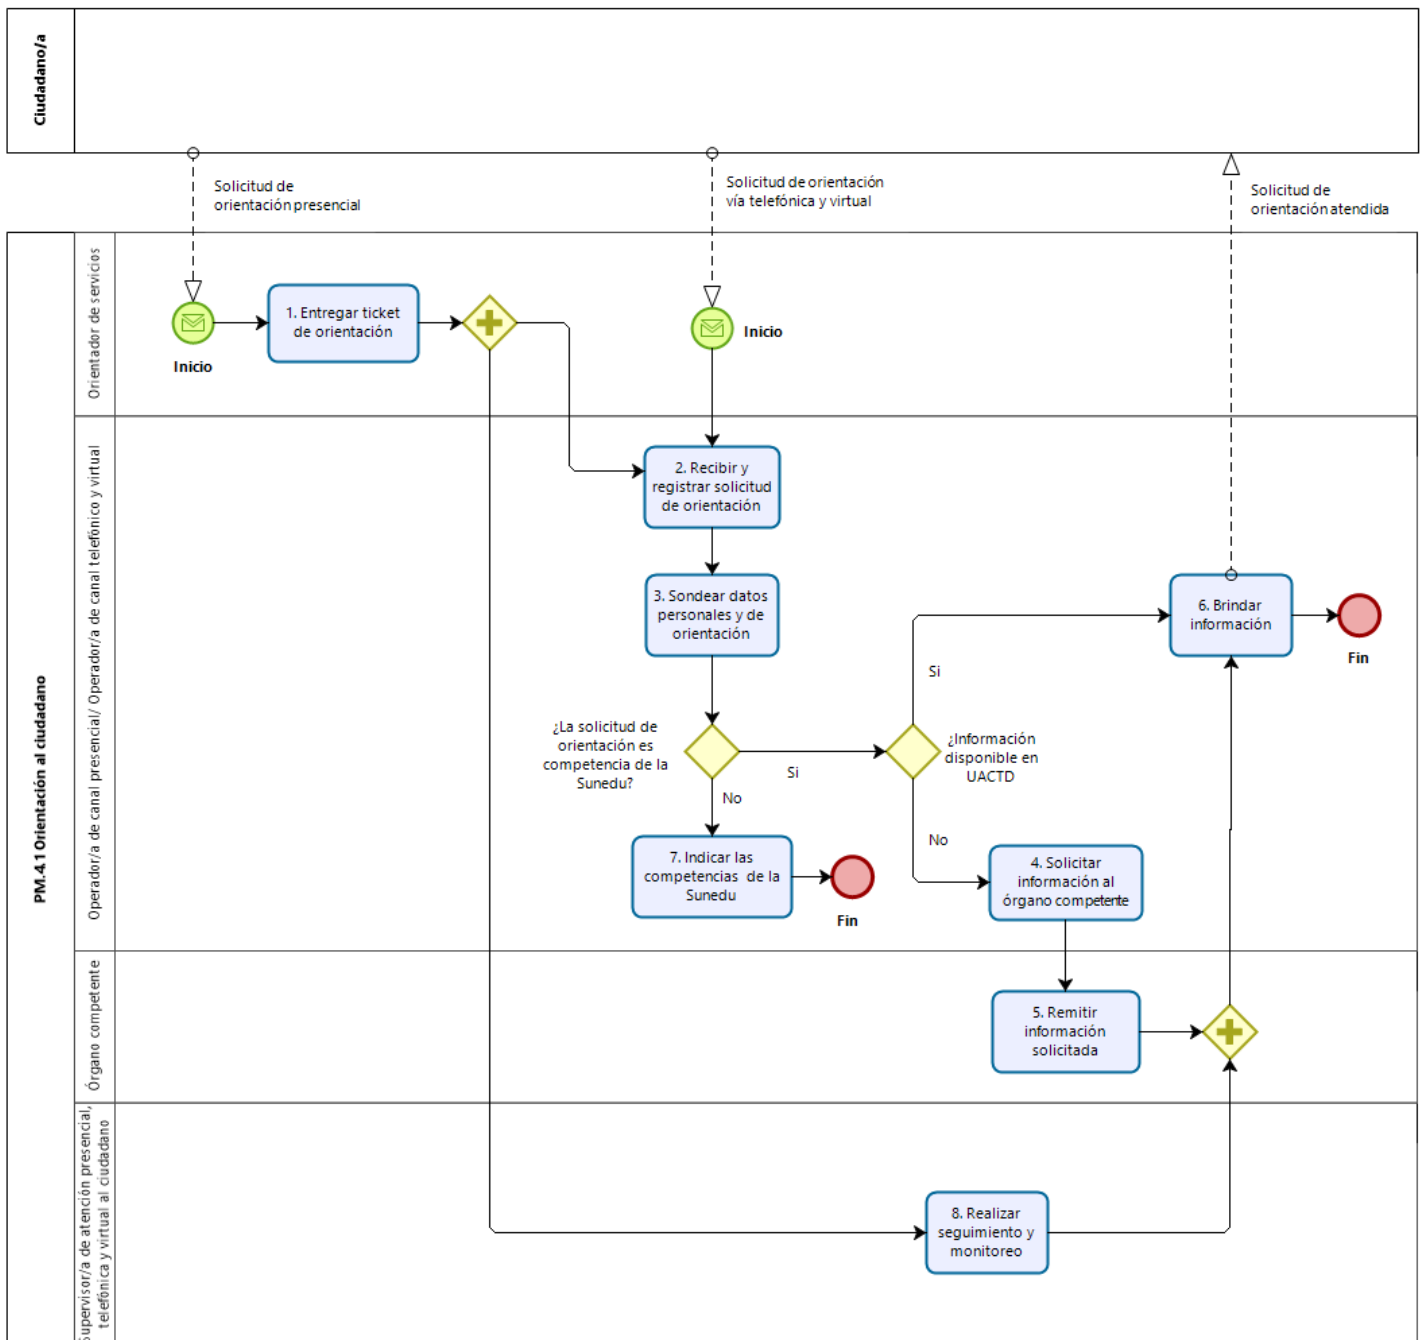 Ciudadano/a
Solicitud de
orientación presencial
Solicitud de orientación
vía telefónica y virtual
Solicitud de
orientación atendida
PM.4.1 Orientación al ciudadano
Orientador de servicios
Inicio
1. Entregar ticket
de orientación
Inicio
Operador/a de canal presencial/ Operador/a de canal telefónico y virtual
2. Recibir y
registrar solicitud
de orientación
3. Sondear datos
personales y de
orientación
6. Brindar
información
Fin
Si
¿La solicitud de
orientación es
competencia de la
Sunedu?
Si
¿Información
disponible en
UACTD
No
No
7. Indicar las
competencias de la
Sunedu
Fin
4. Solicitar
información al
órgano competente
Órgano competente
5. Remitir
información
solicitada
Supervisor/a de atención presencial,
telefónica y virtual al ciudadano
8. Realizar
seguimiento y
monitoreo